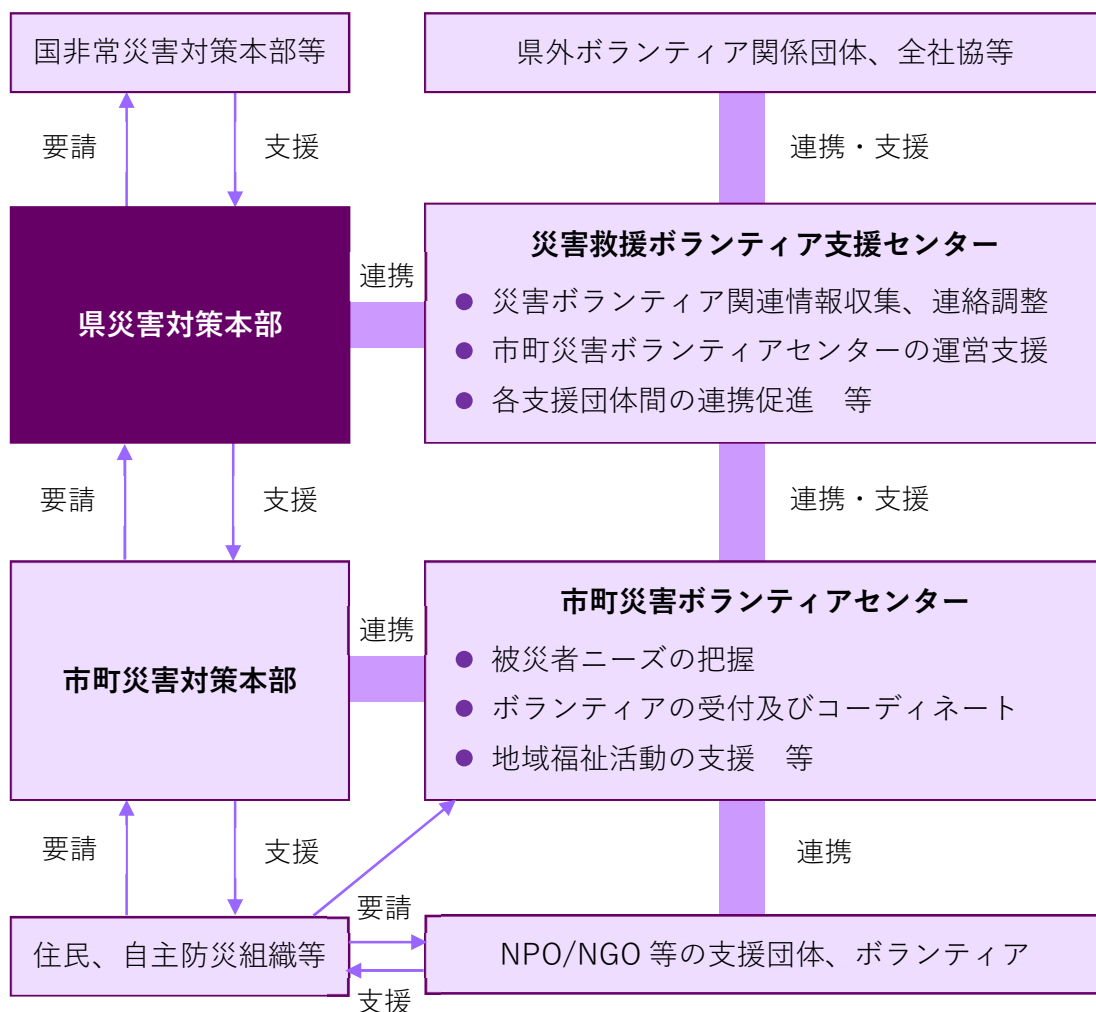 国非常災害対策本部等
県外ボランティア関係団体、全社協等
要請
支援
連携・支援
県災害対策本部
連携
災害救援ボランティア支援センター
● 災害ボランティア関連情報収集、連絡調整
● 市町災害ボランティアセンターの運営支援
● 各支援団体間の連携促進　等
要請
支援
連携・支援
市町災害対策本部
連携
市町災害ボランティアセンター
● 被災者ニーズの把握
● ボランティアの受付及びコーディネート
● 地域福祉活動の支援　等
要請
支援
連携
住民、自主防災組織等
要請
支援
NPO/NGO 等の支援団体、ボランティア